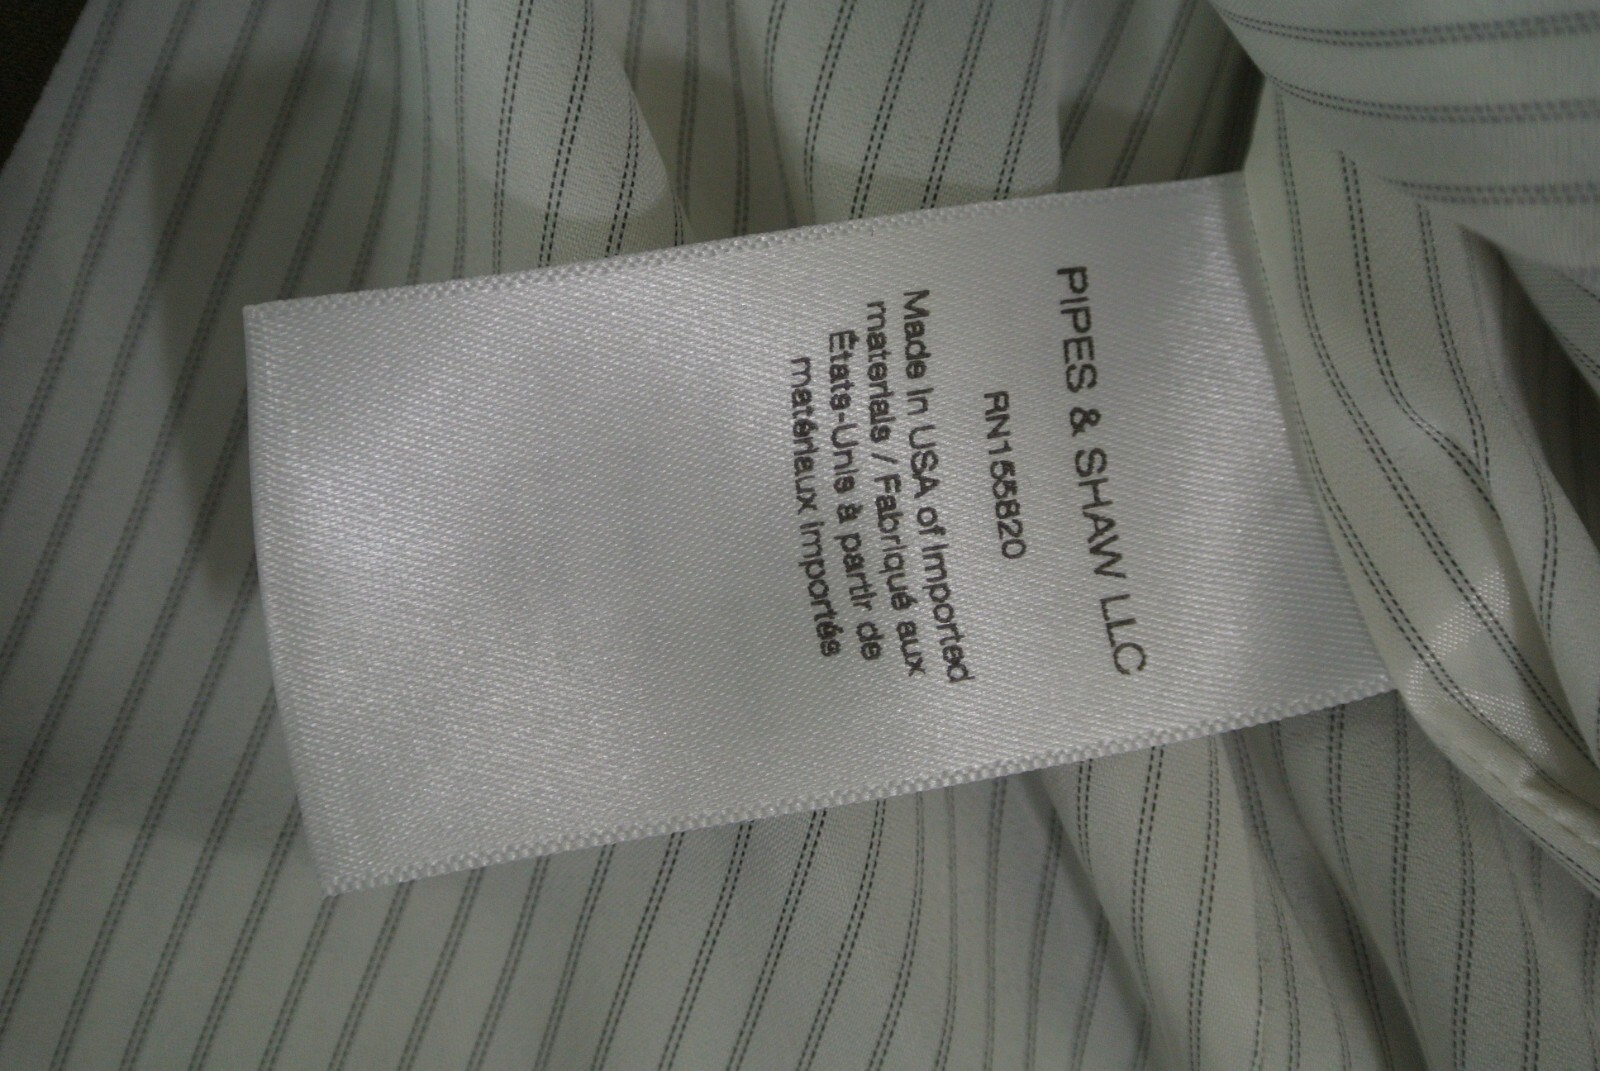 PIPES & SHAW LLC
RN155820
Made in USA of Imported
materials / Fabriqué aux
États-Unis à partir de
matériaux importés